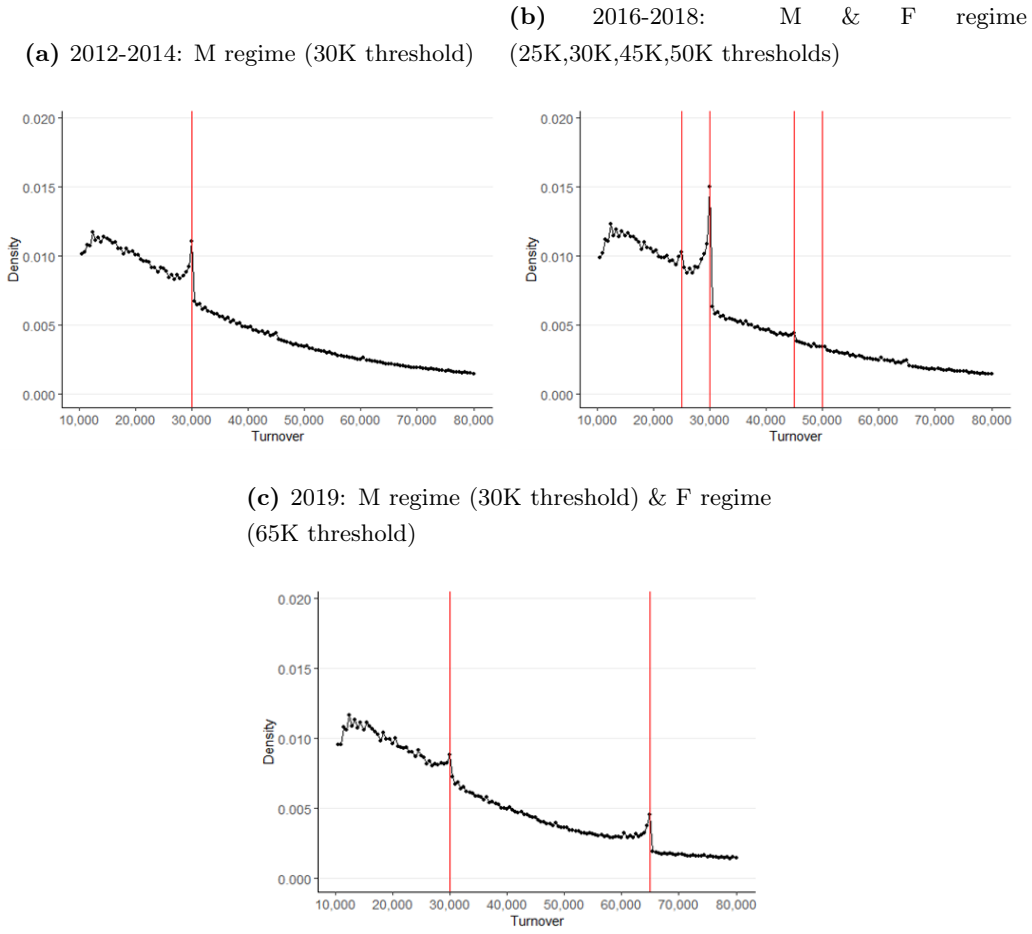 (a) 2012-2014: M regime (30K threshold)
(b) 2016-2018: M & F regime
(25K,30K,45K,50K thresholds)
0.020
0.015
0.010
0.005
0.000
Density
10,000 20,000 30,000 40,000 50,000 60,000 70,000 80,000
Turnover
0.020
0.015
0.010
0.005
0.000
Density
10,000 20,000 30,000 40,000 50,000 60,000 70,000 80,000
Turnover
(c) 2019: M regime (30K threshold) & F regime
(65K threshold)
0.020
0.015
0.010
0.005
0.000
Density
10,000 20,000 30,000 40,000 50,000 60,000 70,000 80,000
Turnover